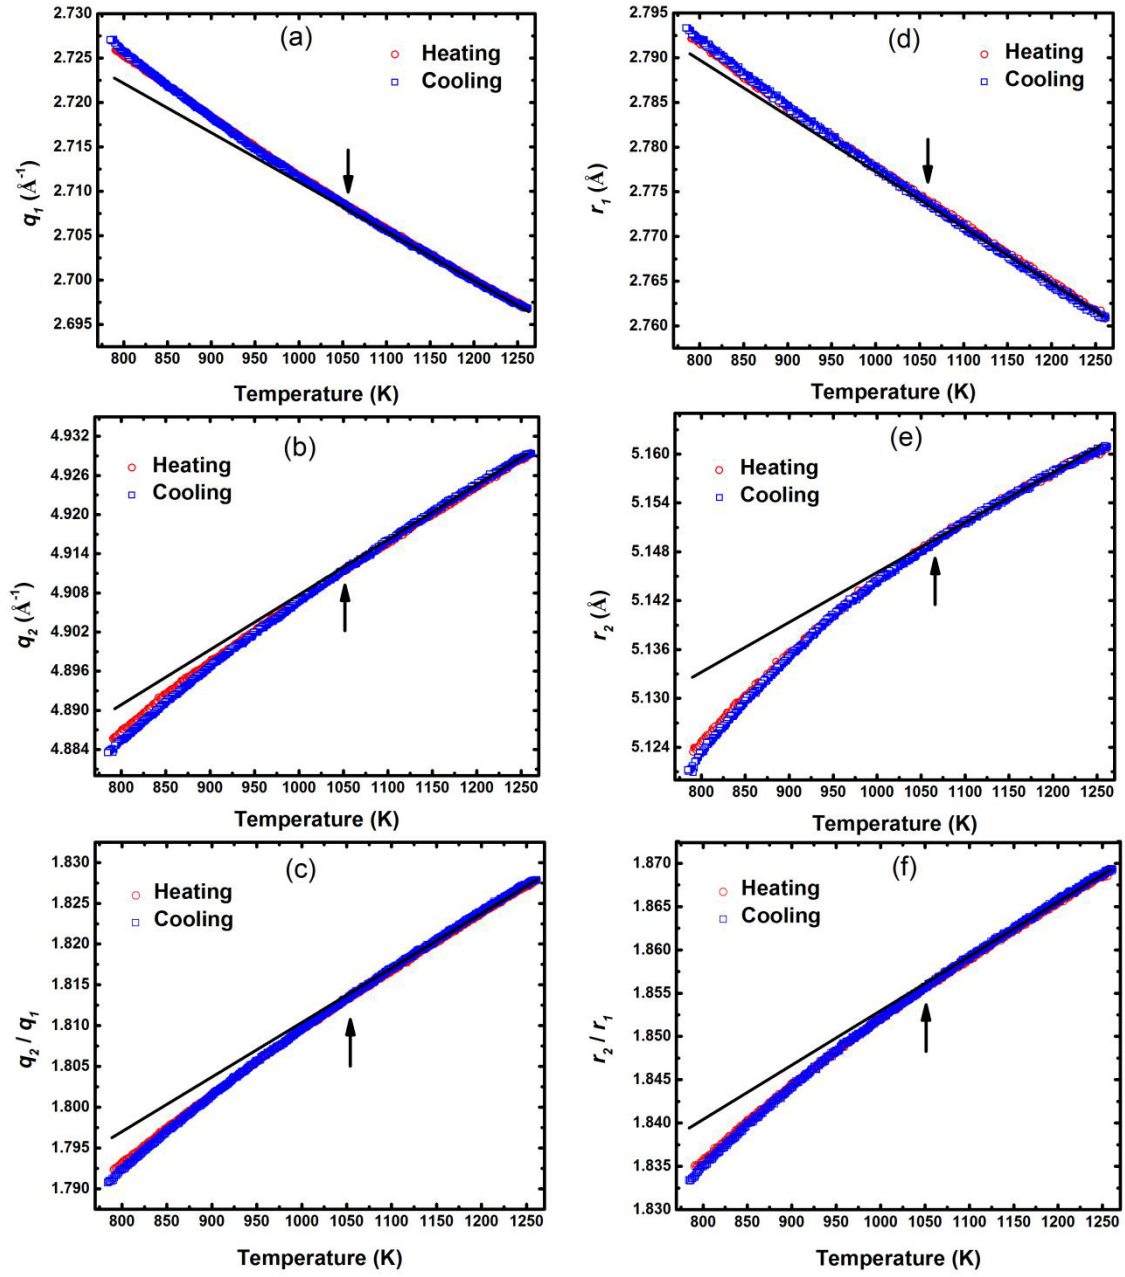 (a)
Heating
Cooling
q1 (Å-1)
2.730
2.725
2.720
2.715
2.710
2.705
2.700
2.695
800 850 900 950 1000 1050 1100 1150 1200 1250
Temperature (K)
(d)
Heating
Cooling
r1 (Å)
2.795
2.790
2.785
2.780
2.775
2.770
2.765
2.760
800 850 900 950 1000 1050 1100 1150 1200 1250
Temperature (K)
(b)
Heating
Cooling
q2 (Å-1)
4.932
4.926
4.920
4.914
4.908
4.902
4.896
4.890
4.884
800 850 900 950 1000 1050 1100 1150 1200 1250
Temperature (K)
(e)
Heating
Cooling
r2 (Å)
5.160
5.154
5.148
5.142
5.136
5.130
5.124
800 850 900 950 1000 1050 1100 1150 1200 1250
Temperature (K)
(c)
Heating
Cooling
q2 / q1
1.830
1.825
1.820
1.815
1.810
1.805
1.800
1.795
1.790
800 850 900 950 1000 1050 1100 1150 1200 1250
Temperature (K)
(f)
Heating
Cooling
r2 / r1
1.870
1.865
1.860
1.855
1.850
1.845
1.840
1.835
1.830
800 850 900 950 1000 1050 1100 1150 1200 1250
Temperature (K)